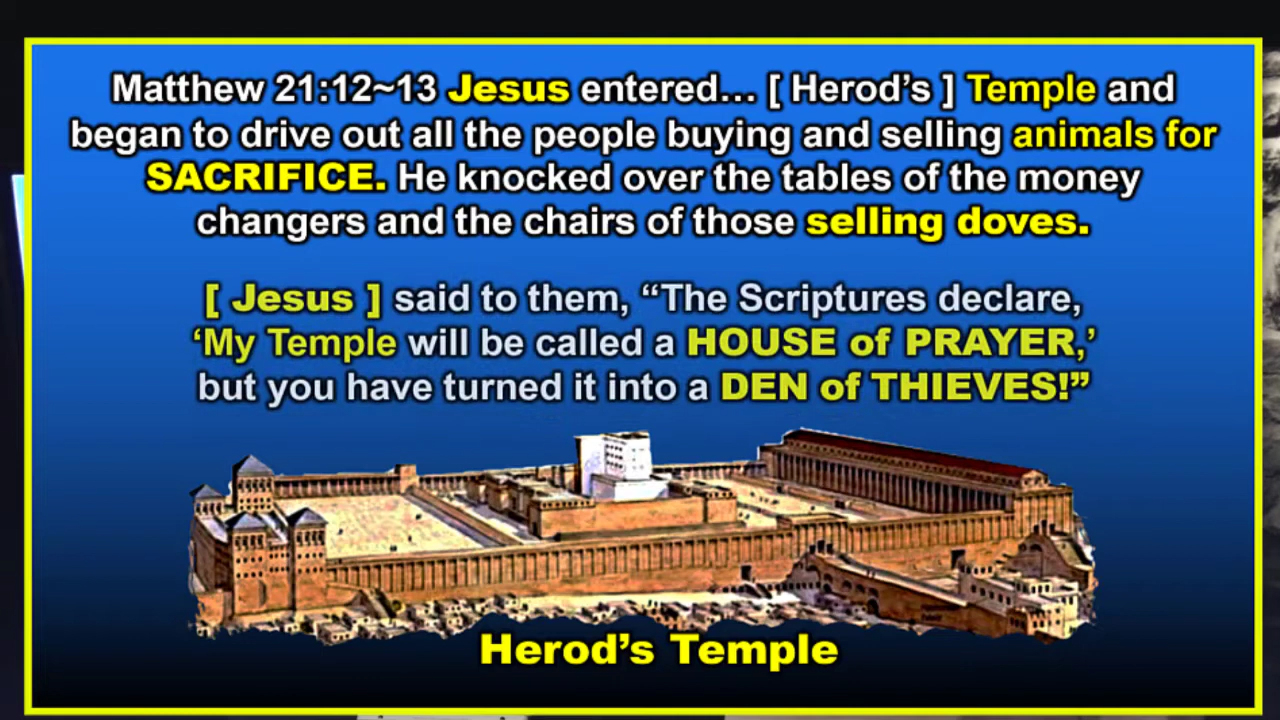 Matthew 21:12~13 Jesus entered… [ Herod’s ] Temple and
began to drive out all the people buying and selling animals for
SACRIFICE. He knocked over the tables of the money
changers and the chairs of those selling doves.
[ Jesus ] said to them, “The Scriptures declare,
‘My Temple will be called a HOUSE of PRAYER,’
but you have turned it into a DEN of THIEVES!”
Herod’s Temple